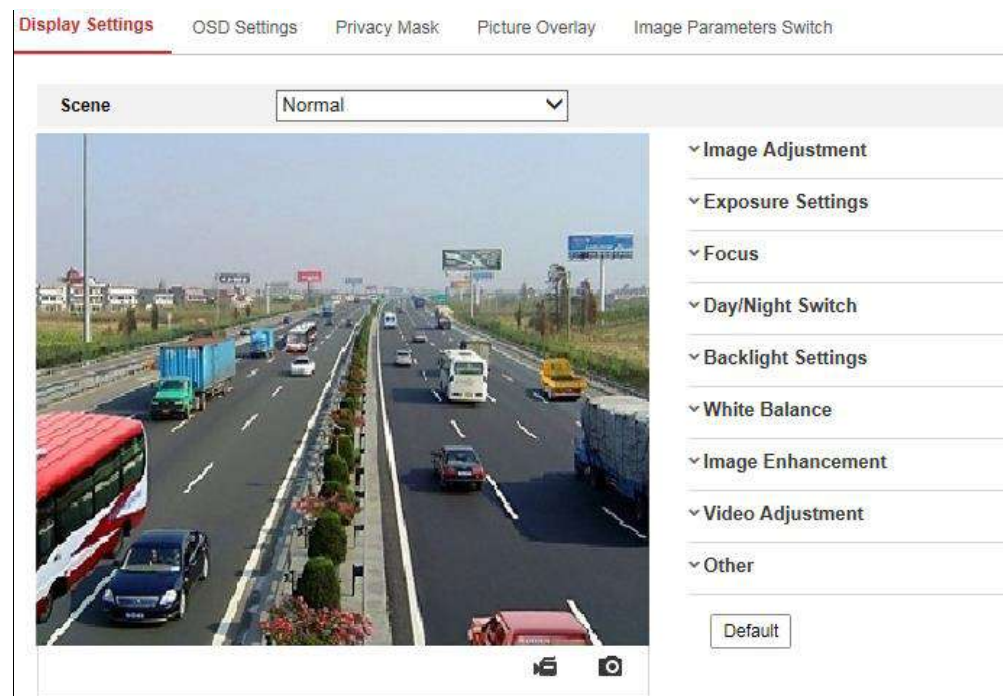 Display Settings OSD Settings Privacy Mask Picture Overlay Image Parameters Switch
Scene Normal
Image Adjustment
Exposure Settings
Focus
Day/Night Switch
Backlight Settings
White Balance
Image Enhancement
Video Adjustment
Other
Default